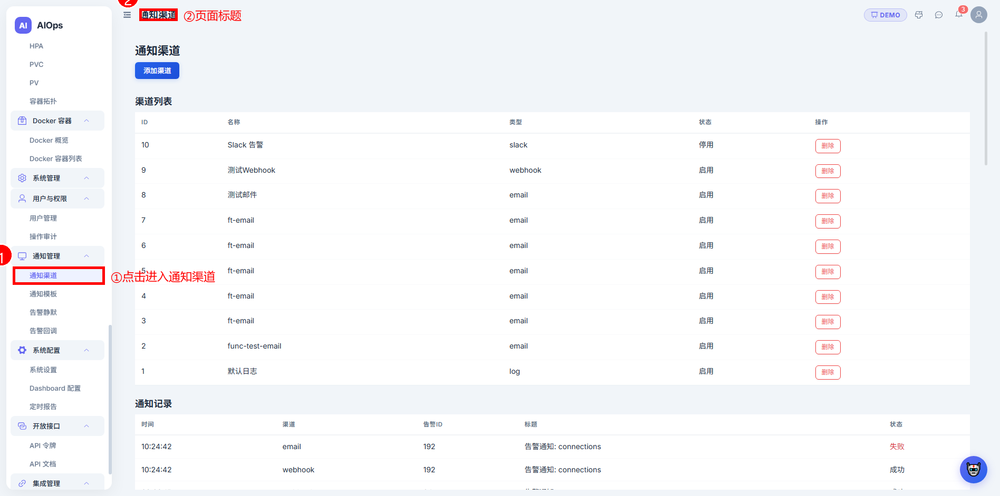 AI AIOps
HPA
PVC
PV
容器拓扑
Docker 容器
Docker 概览
Docker 容器列表
系统管理
用户与权限
用户管理
操作审计
1
通知管理
通知渠道
①点击进入通知渠道
通知模板
告警静默
告警回调
系统配置
系统设置
Dashboard 配置
定时报告
开放接口
API 令牌
API 文档
集成管理
2
通知渠道
②页面标题
DEMO
3
通知渠道
添加渠道
渠道列表
ID 名称 类型 状态 操作
10 Slack 告警 slack 停用 删除
9 测试Webhook webhook 启用 删除
8 测试邮件 email 启用 删除
7 ft-email email 启用 删除
6 ft-email email 启用 删除
5 ft-email email 启用 删除
4 ft-email email 启用 删除
3 ft-email email 启用 删除
2 func-test-email email 启用 删除
1 默认日志 log 启用 删除
通知记录
时间 渠道 告警ID 标题 状态
10:24:42 email 192 告警通知: connections 失败
10:24:42 webhook 192 告警通知: connections 成功